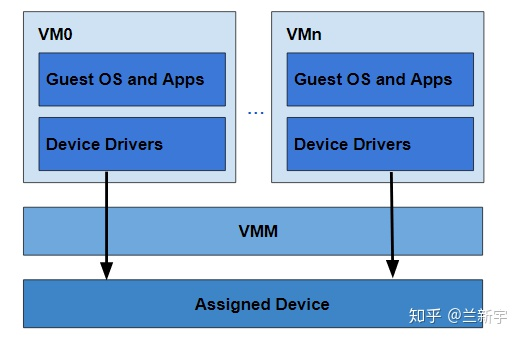 VM0
Guest OS and Apps
Device Drivers
...
VMn
Guest OS and Apps
Device Drivers
VMM
Assigned Device
知乎 @兰新宇